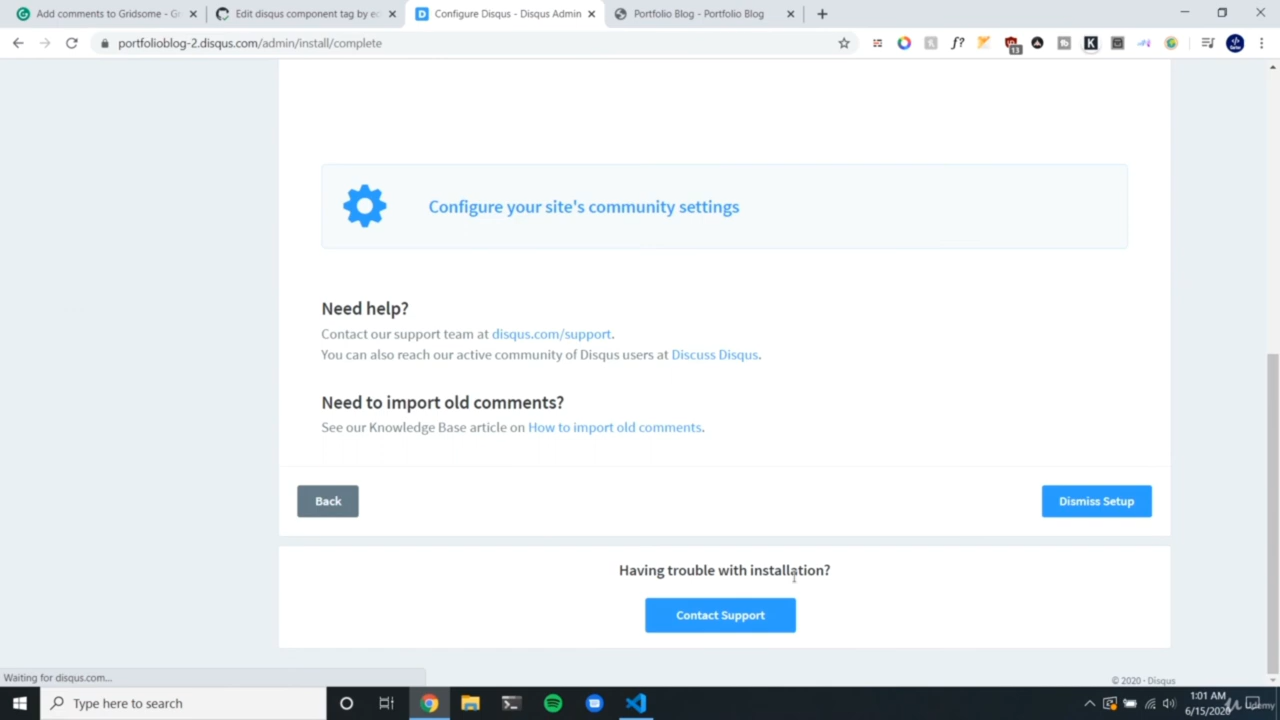 Add comments to Gridsome - Gr
Edit disqus component tag by ed
Configure Disqus - Disqus Admin
Portfolio Blog - Portfolio Blog
portfolioblog-2.disqus.com/admin/install/complete
f?
13
K
Configure your site's community settings
Need help?
Contact our support team at disqus.com/support.
You can also reach our active community of Disqus users at Discuss Disqus.
Need to import old comments?
See our Knowledge Base article on How to import old comments.
Back
Dismiss Setup
Having trouble with installation?
Contact Support
Waiting for disqus.com...
© 2020 · Disqus
Type here to search
1:01 AM
6/15/2020
Udemy